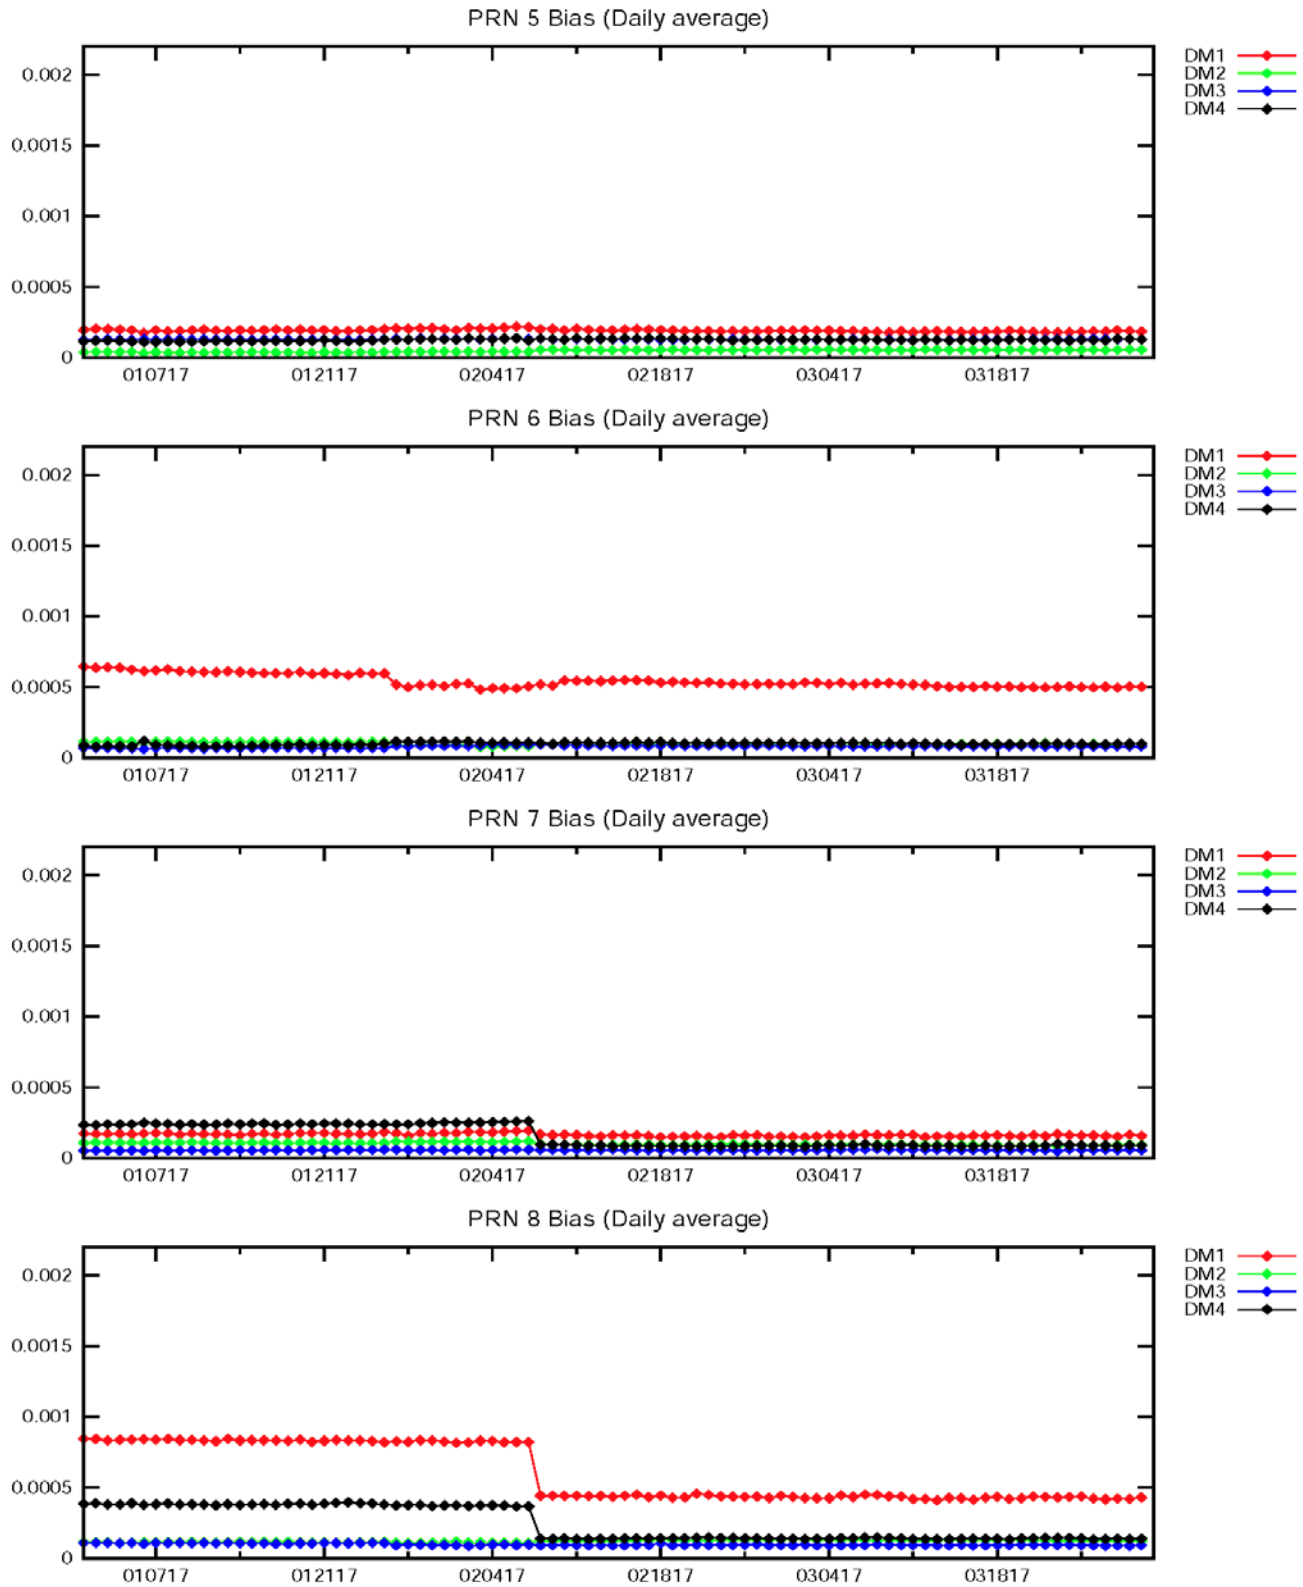 PRN 5 Bias (Daily average)
0.002
0.0015
0.001
0.0005
0
010717 012117 020417 021817 030417 031817
DM1
DM2
DM3
DM4
PRN 6 Bias (Daily average)
0.002
0.0015
0.001
0.0005
0
010717 012117 020417 021817 030417 031817
DM1
DM2
DM3
DM4
PRN 7 Bias (Daily average)
0.002
0.0015
0.001
0.0005
0
010717 012117 020417 021817 030417 031817
DM1
DM2
DM3
DM4
PRN 8 Bias (Daily average)
0.002
0.0015
0.001
0.0005
0
010717 012117 020417 021817 030417 031817
DM1
DM2
DM3
DM4